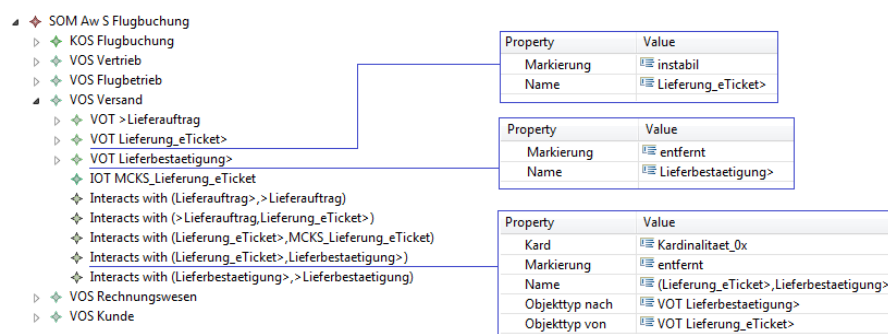 SOM Aw S Flugbuchung
KOS Flugbuchung
VOS Vertrieb
VOS Flugbetrieb
VOS Versand
VOT >Lieferauftrag
VOT Lieferung_eTicket>
VOT Lieferbestaetigung>
IOT MCKS_Lieferung_eTicket
Interacts with (Lieferauftrag>,>Lieferauftrag)
Interacts with (>Lieferauftrag,Lieferung_eTicket>)
Interacts with (Lieferung_eTicket>,MCKS_Lieferung_eTicket)
Interacts with (Lieferung_eTicket>,Lieferbestaetigung>)
Interacts with (Lieferbestaetigung>,>Lieferbestaetigung)
VOS Rechnungswesen
VOS Kunde
Property Value
Markierung instabil
Name Lieferung_eTicket>
Property Value
Markierung entfernt
Name Lieferbestaetigung>
Property Value
Kard Kardinalitaet_0x
Markierung entfernt
Name (Lieferung_eTicket>,Lieferbestaetigung>
Objekttyp nach VOT Lieferbestaetigung>
Objekttyp von VOT Lieferung_eTicket>